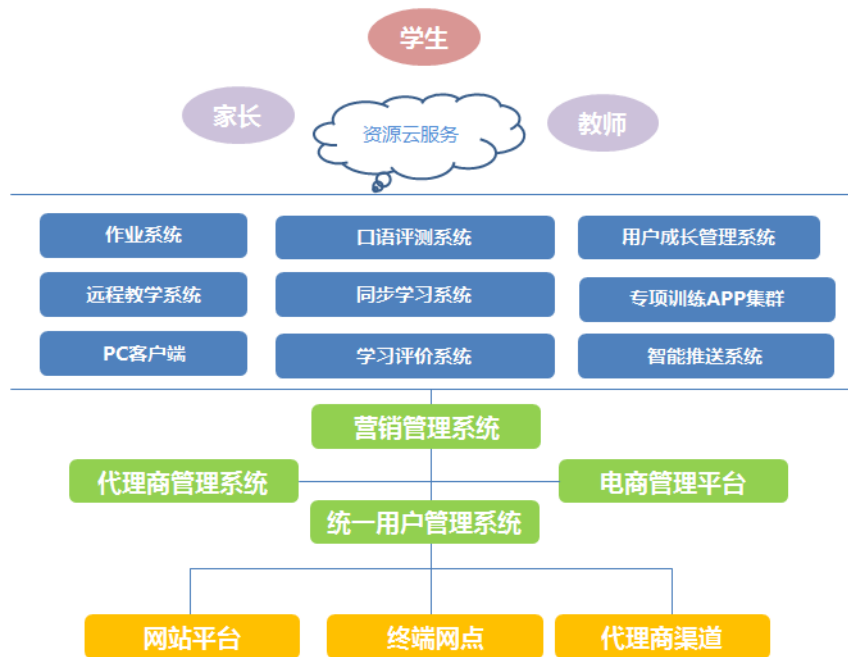 学生
家长
资源云服务
教师
作业系统
口语评测系统
用户成长管理系统
远程教学系统
同步学习系统
专项训练APP集群
PC客户端
学习评价系统
智能推送系统
营销管理系统
代理商管理系统
电商管理平台
统一用户管理系统
网站平台
终端网点
代理商渠道